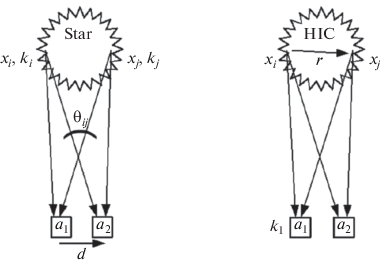 Star
x_i, k_i
x_j, k_j
θ_ij
a_1
a_2
d
HIC
x_i
r
x_j
k_1
a_1
a_2